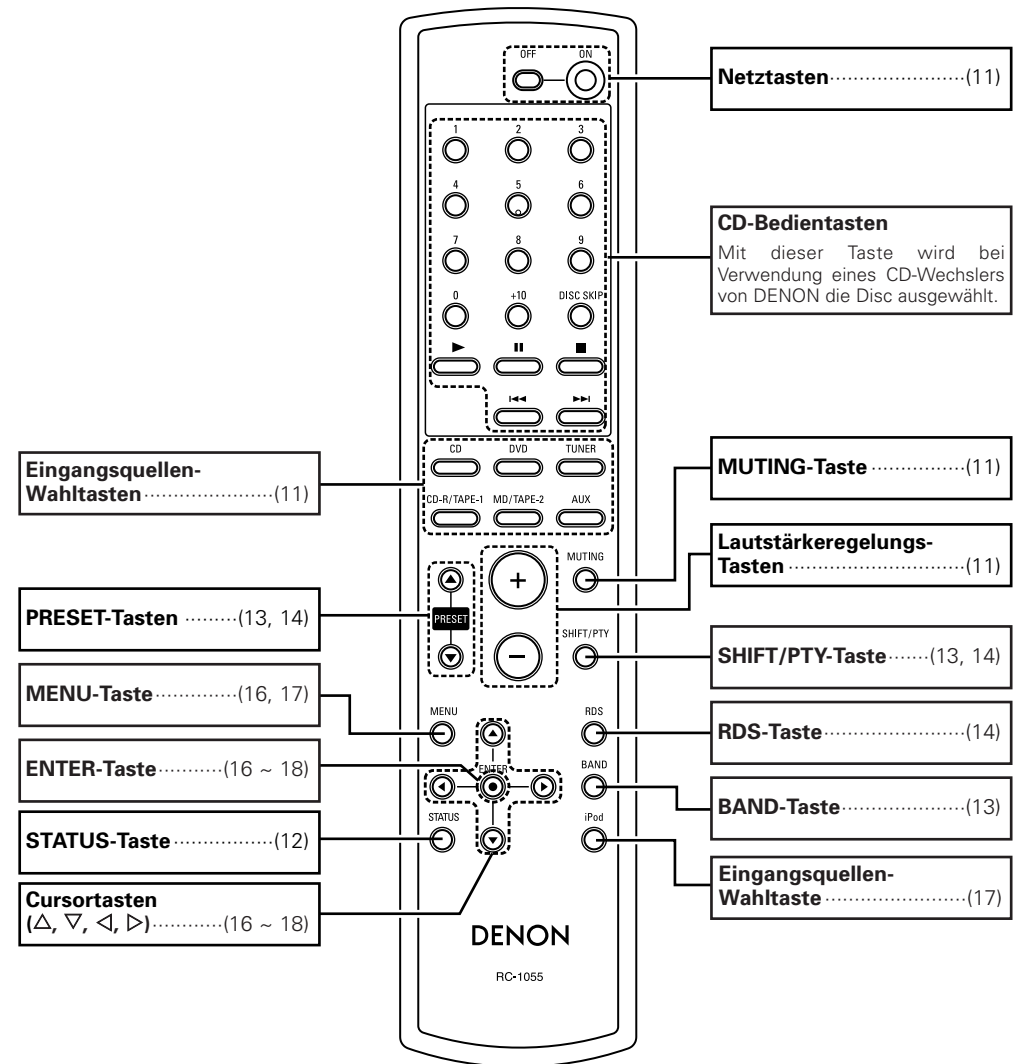 OFF ON
Netztasten·······················(11)
1 2 3
4 5 6
7 8 9
0 +10 DISC SKIP
CD-Bedientasten
Mit dieser Taste wird bei
Verwendung eines CD-Wechslers
von DENON die Disc ausgewählt.
CD DVD TUNER
CD-R/TAPE-1 MD/TAPE-2 AUX
Eingangsquellen-
Wahltasten·····················(11)
MUTING
MUTING-Taste ··············(11)
Lautstärkeregelungs-
Tasten ··························(11)
PRESET
PRESET-Tasten ·········(13, 14)
SHIFT/PTY
SHIFT/PTY-Taste·······(13, 14)
MENU
MENU-Taste·············(16, 17)
RDS
RDS-Taste·······················(14)
ENTER
ENTER-Taste···········(16 ~ 18)
BAND
BAND-Taste·····················(13)
STATUS
STATUS-Taste ················(12)
iPod
Eingangsquellen-
Wahltaste ·······················(17)
Cursortasten
(△, ▽, ◁, ▷)············(16 ~ 18)
DENON
RC-1055